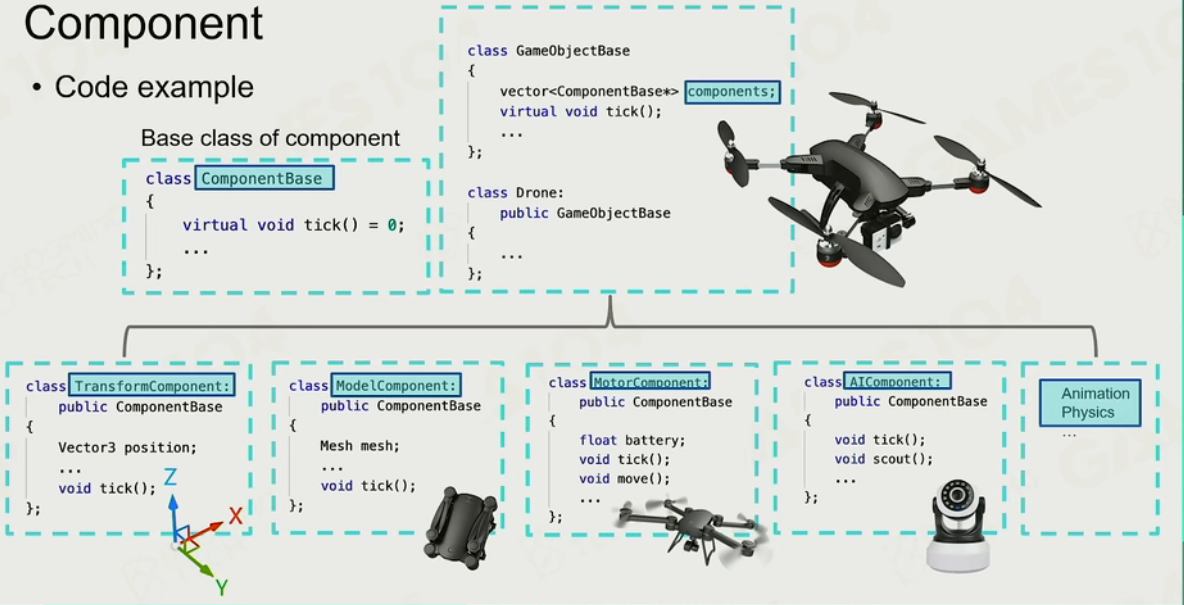 Component
• Code example
Base class of component
class ComponentBase
{
virtual void tick() = 0;
...
};
class GameObjectBase
{
vector<ComponentBase*> components;
virtual void tick();
...
};
class Drone:
public GameObjectBase
{
...
};
class TransformComponent:
public ComponentBase
{
Vector3 position;
...
void tick();
};
Z
X
Y
class ModelComponent:
public ComponentBase
{
Mesh mesh;
...
void tick();
};
class MotorComponent:
public ComponentBase
{
float battery;
void tick();
void move();
...
};
class AIComponent:
public ComponentBase
{
void tick();
void scout();
...
};
Animation
Physics
...
GAMES 104